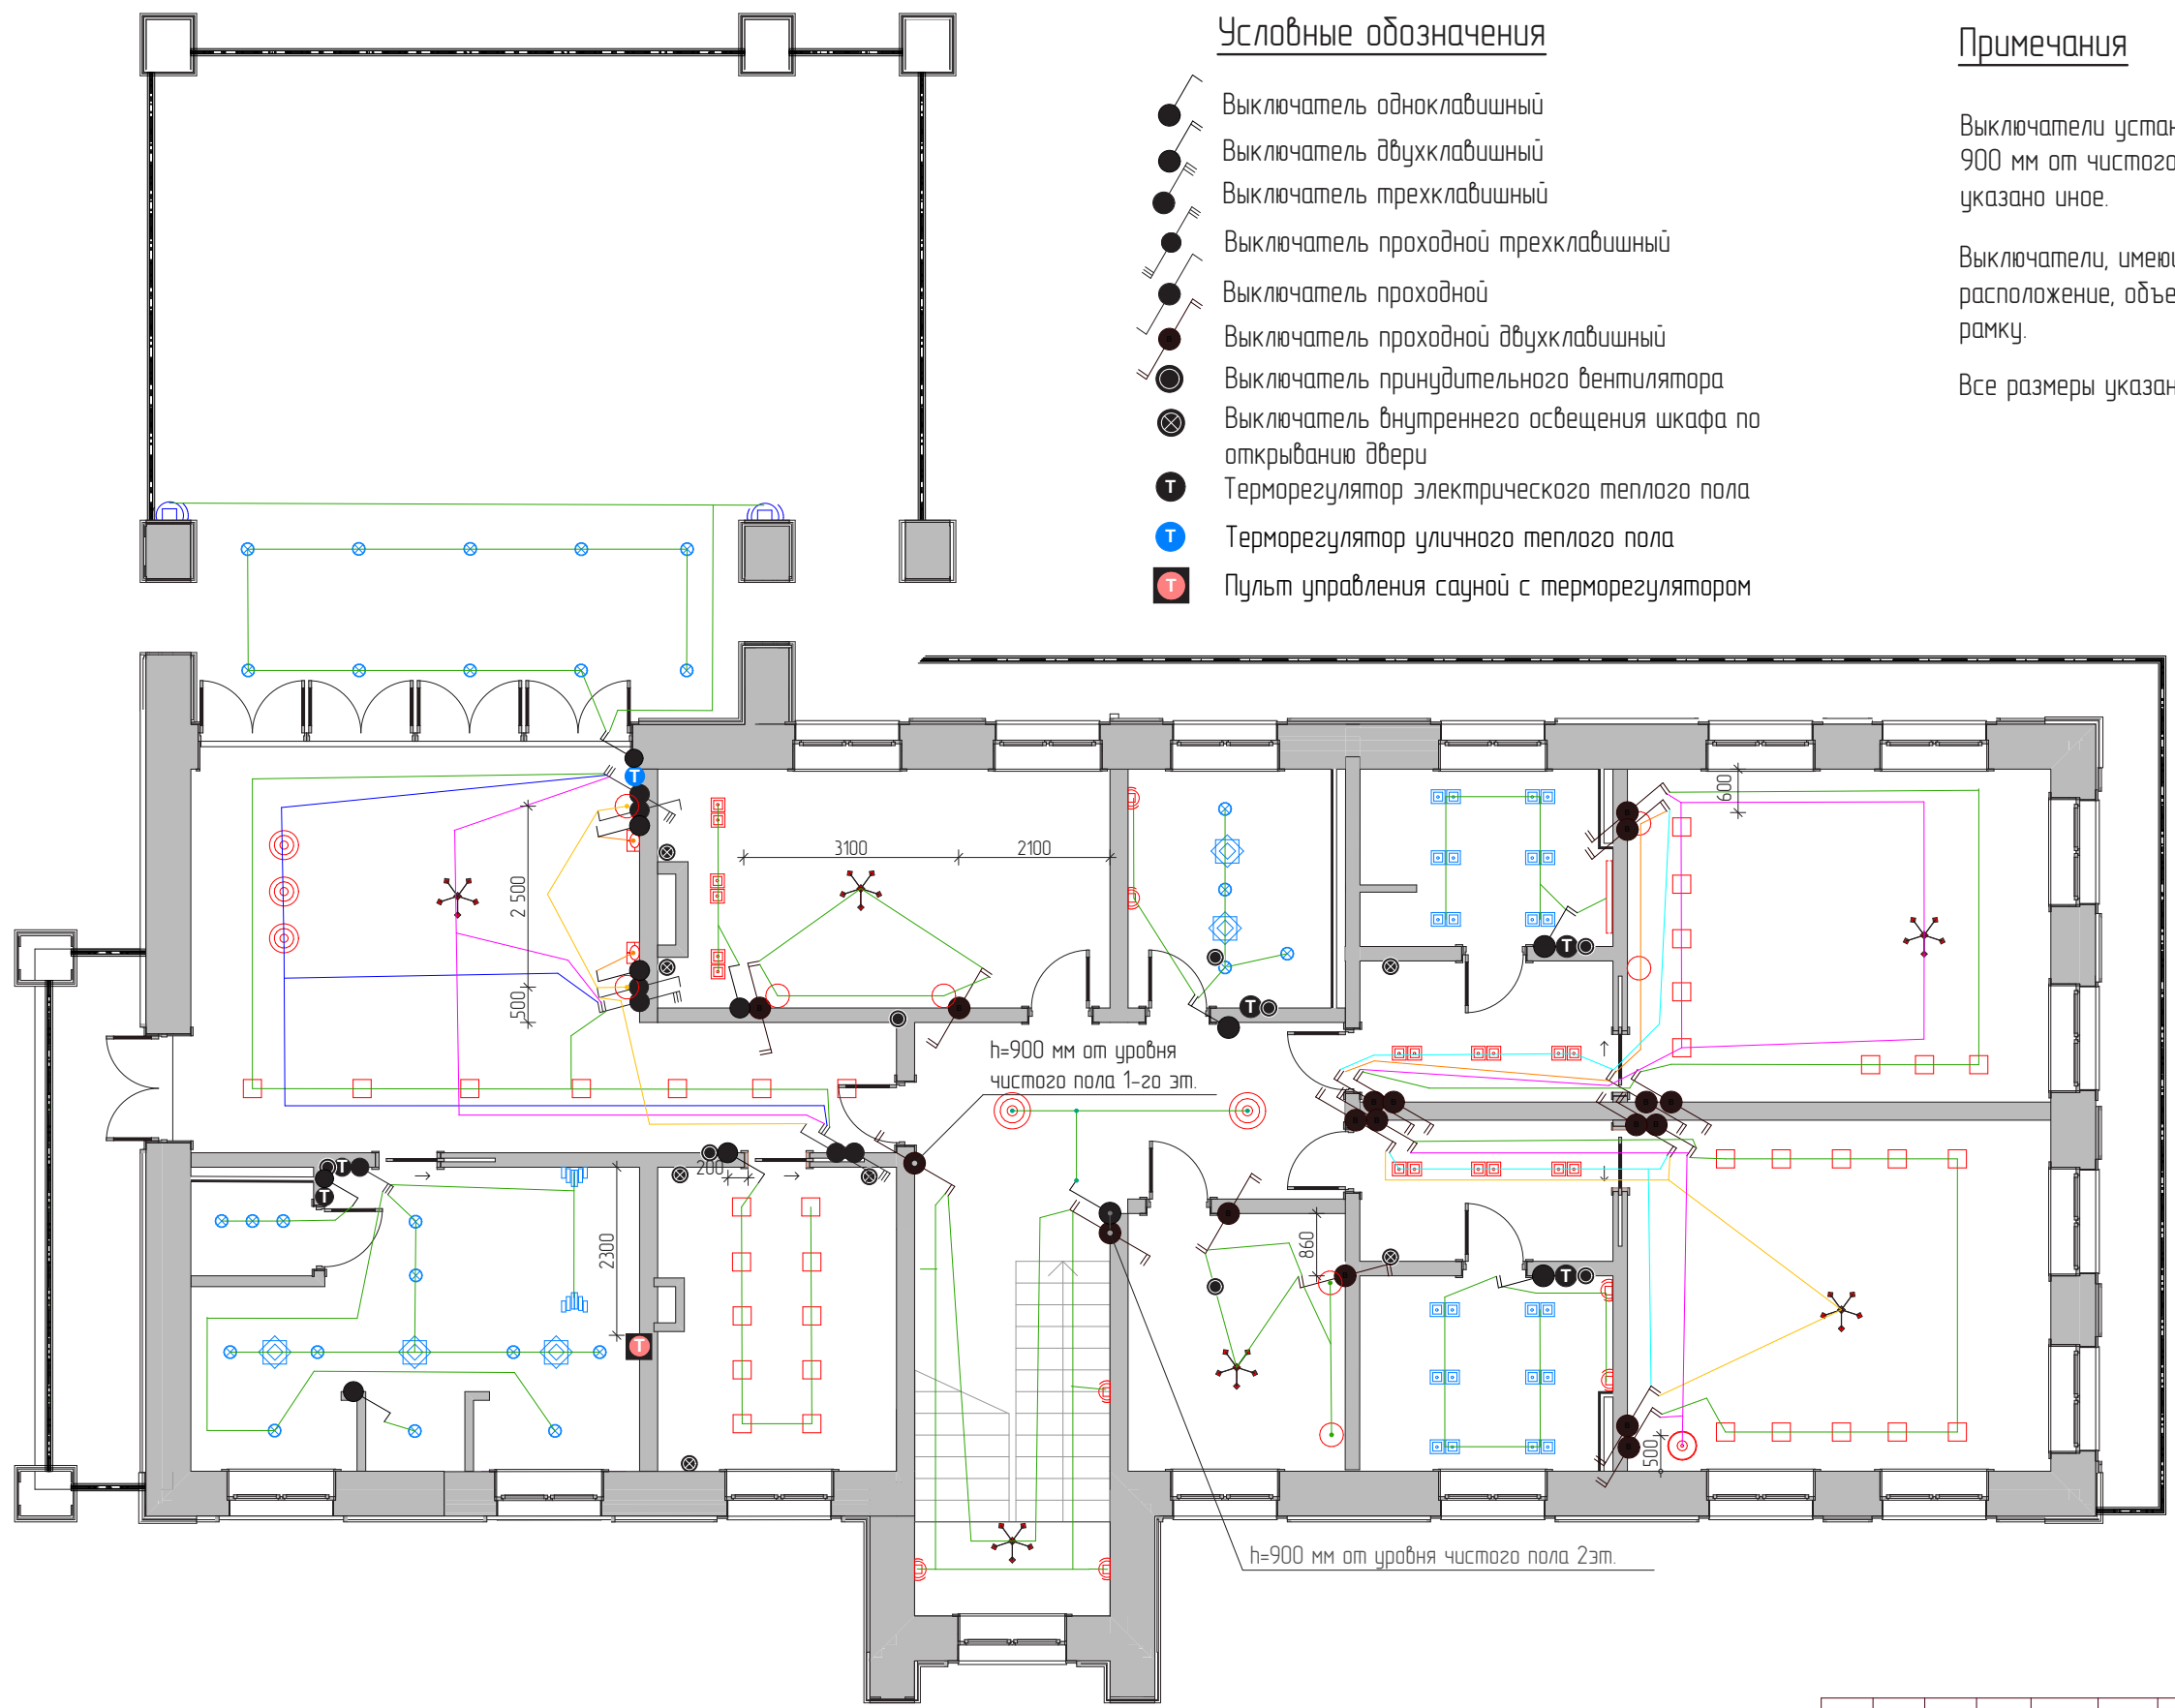 Условные обозначения
Выключатель одноклавишный
Выключатель двухклавишный
Выключатель трехклавишный
Выключатель проходной трехклавишный
Выключатель проходной
Выключатель проходной двухклавишный
Выключатель принудительного вентилятора
Выключатель внутреннего освещения шкафа по
открыванию двери
Т Терморегулятор электрического теплого пола
Т Терморегулятор уличного теплого пола
Т Пульт управления сауной с терморегулятором
Примечания
Выключатели
900 мм от чистого
указано иное.
Выключатели,
расположение,
рамку.
Все размеры
Т
600
3100
2100
2 500
500
Т
Т
h=900 мм от уровня
чистого пола 1-го эт.
Т
Т
200
2300
860
Т
Т
500
h=900 мм от уровня чистого пола 2эт.